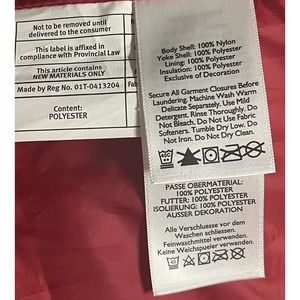 Not to be removed until
delivered to the consumer
This label is affixed in
compliance with Provincial Law
This article contains
NEW MATERIALS ONLY
Made by Reg No. 01T-0413204
Fab
Content:
POLYESTER
Body Shell: 100% Nylon
Yoke Shell: 100% POLYESTER
Lining: 100% POLYESTER
Insulation: 100% POLYESTER
Exclusive of Decoration
Secure All Garment Closures Before
Laundering, Machine Wash Warm
Delicate Separately. Use Mild
Detergent. Rinse Thoroughly. Do
Not Bleach. Do Not Use Fabric
Softeners. Tumble Dry Low. Do
Not Iron. Do Not Dry Clean.
PASSE OBERMATERIAL:
100% POLYESTER
FUTTER: 100% POLYESTER
ISOLIERUNG: 100% POLYESTER
AUSSER DEKORATION
Alle Verschluesse vor dem
Waschen schliessen.
Feinwaschmittel verwenden.
Keine Weichspueler verwenden.